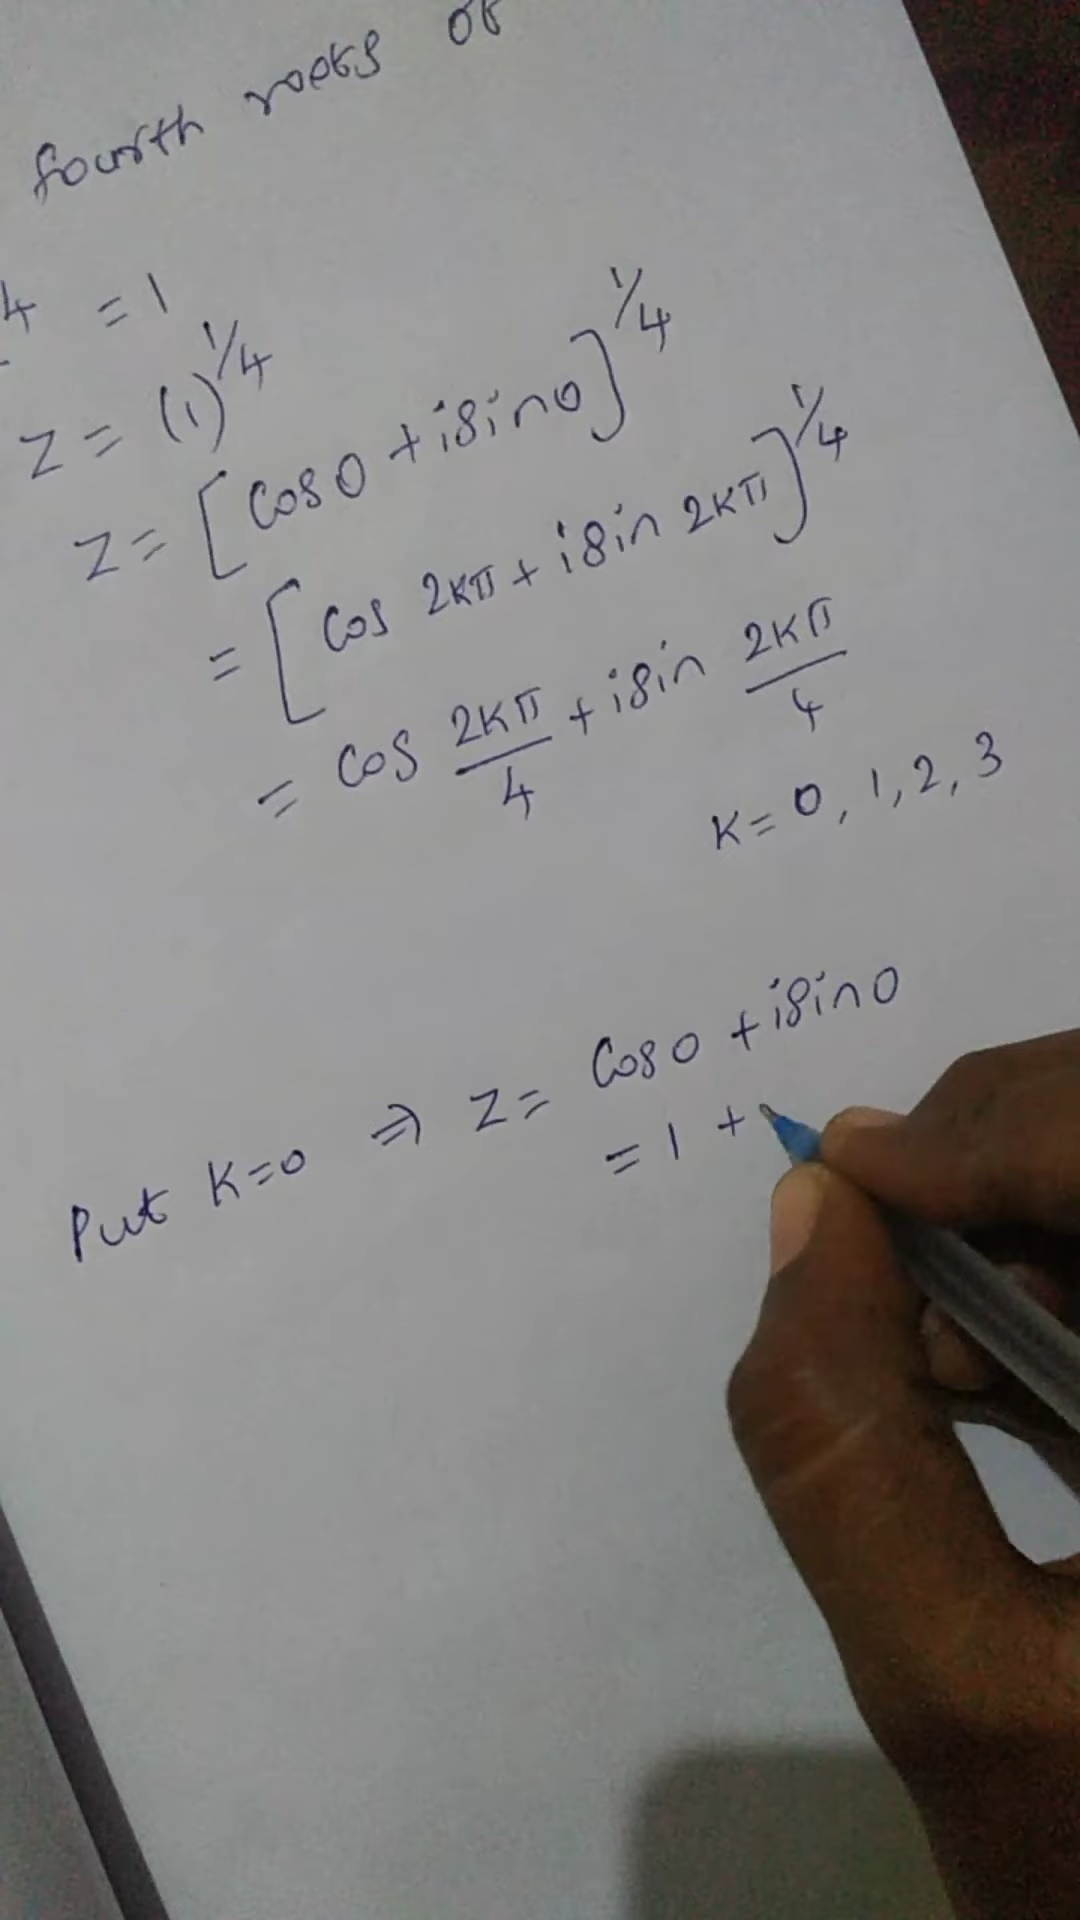 fourth roots of
4 = 1
Z = (1)^1/4
Z = [Cos 0 + i sin 0]^1/4
= [Cos 2kπ + i sin 2kπ]^1/4
= Cos 2kπ/4 + i sin 2kπ/4
K = 0, 1, 2, 3
Put K=0 ⇒ Z = Cos 0 + i sin 0
= 1 +